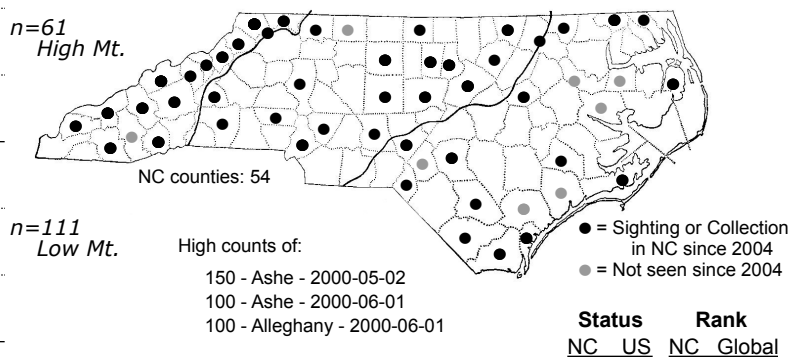 n=61
High Mt.
NC counties: 54
n=111
Low Mt.
High counts of:
150 - Ashe - 2000-05-02
100 - Ashe - 2000-06-01
100 - Alleghany - 2000-06-01
● = Sighting or Collection
in NC since 2004
● = Not seen since 2004
Status Rank
NC US NC Global